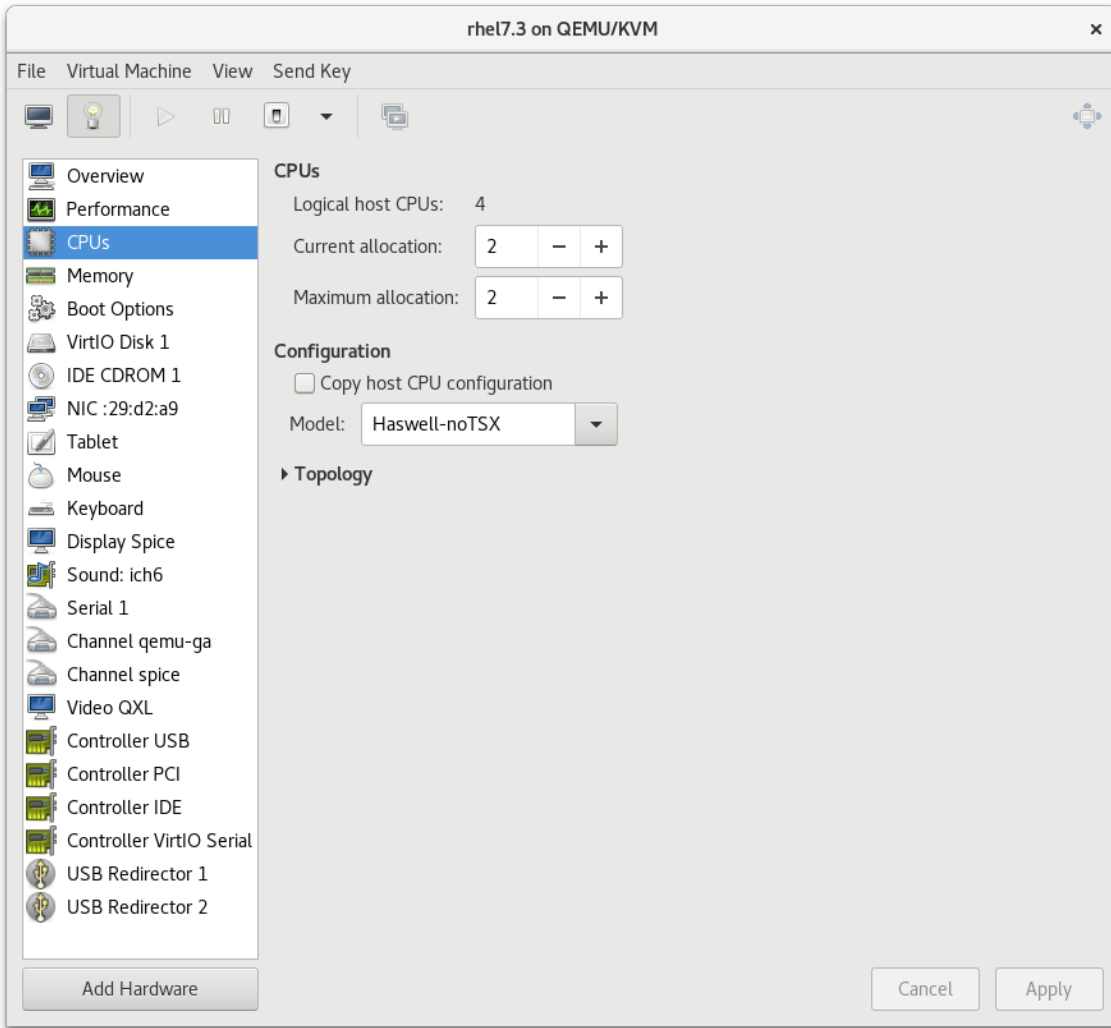 rhel7.3 on QEMU/KVM
File Virtual Machine View Send Key
Overview
Performance
CPUs
Memory
Boot Options
VirtIO Disk 1
IDE CDROM 1
NIC :29:d2:a9
Tablet
Mouse
Keyboard
Display Spice
Sound: ich6
Serial 1
Channel qemu-ga
Channel spice
Video QXL
Controller USB
Controller PCI
Controller IDE
Controller VirtIO Serial
USB Redirector 1
USB Redirector 2
Add Hardware
CPUs
Logical host CPUs: 4
Current allocation: 2
Maximum allocation: 2
Configuration
Copy host CPU configuration
Model: Haswell-noTSX
Topology
Cancel Apply